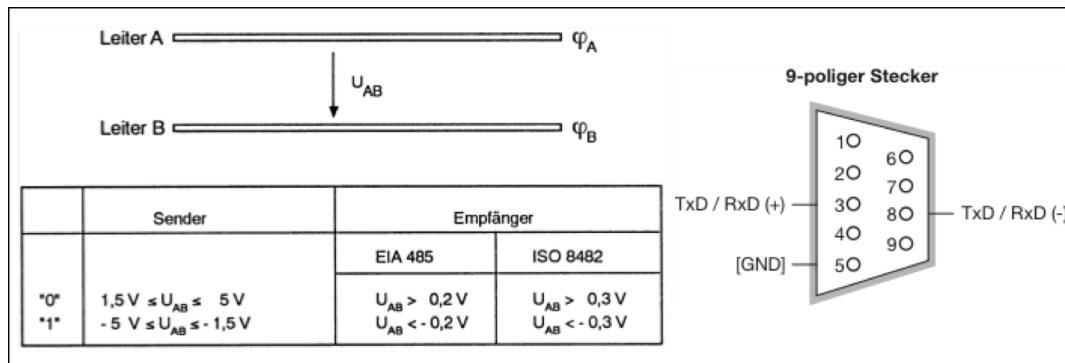 Leiter A
φA
UAB
Leiter B
φB
Sender
Empfänger
EIA 485
ISO 8482
"0"
1,5 V ≤ UAB ≤ 5 V
UAB > 0,2 V
UAB > 0,3 V
"1"
- 5 V ≤ UAB ≤ - 1,5 V
UAB < - 0,2 V
UAB < - 0,3 V
9-poliger Stecker
1
6
2
7
TxD / RxD (+)
3
8
TxD / RxD (-)
4
9
[GND]
5